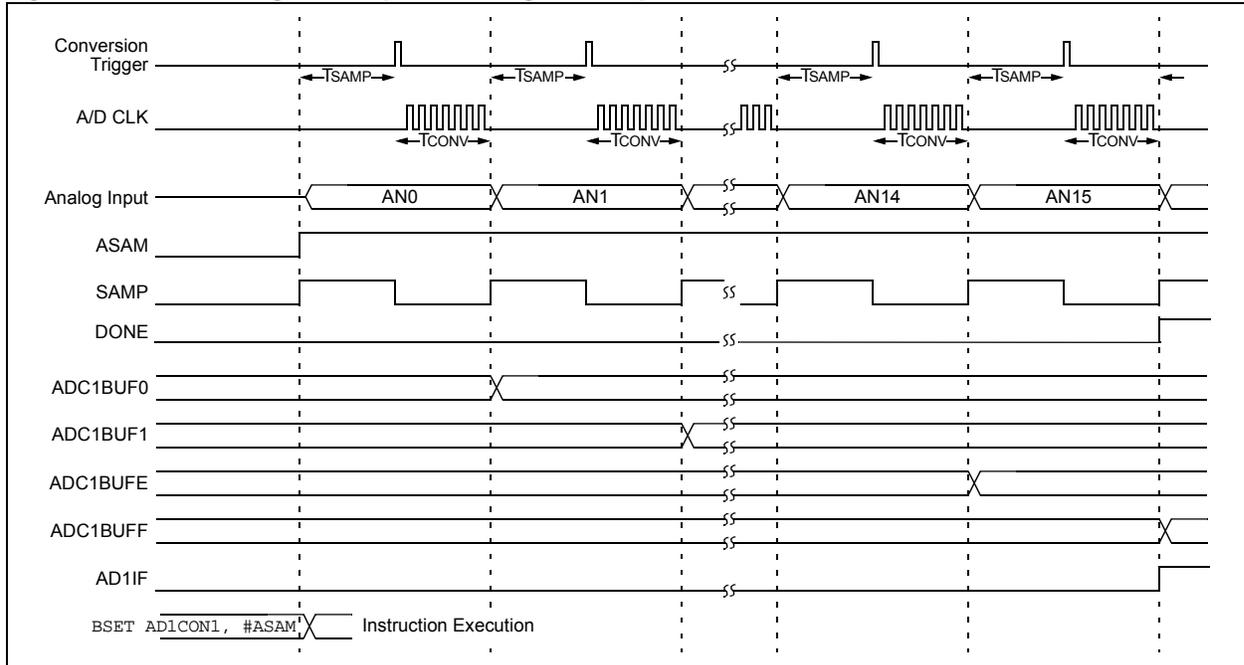 Conversion
Trigger
TSAMP TSAMP TSAMP TSAMP
A/D CLK
TCONV TCONV TCONV TCONV
Analog Input AN0 AN1 AN14 AN15
ASAM
SAMP
DONE
ADC1BUF0
ADC1BUF1
ADC1BUFE
ADC1BUFF
AD1IF
BSET AD1CON1, #ASAM Instruction Execution